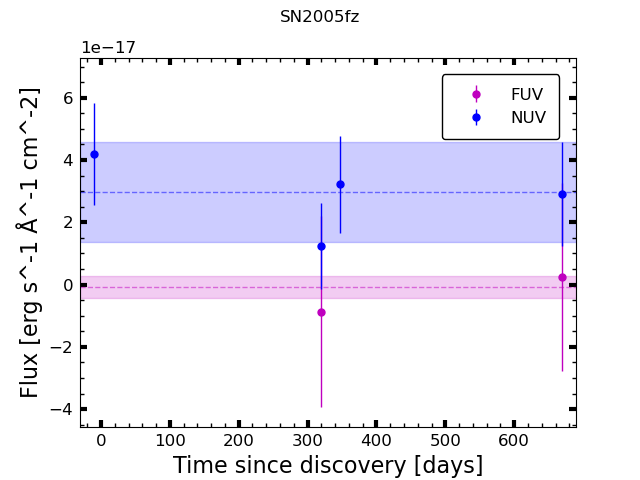 SN2005fz
1e−17
FUV
NUV
6
4
2
0
−2
−4
Flux [erg s^-1 Å^-1 cm^-2]
0 100 200 300 400 500 600
Time since discovery [days]